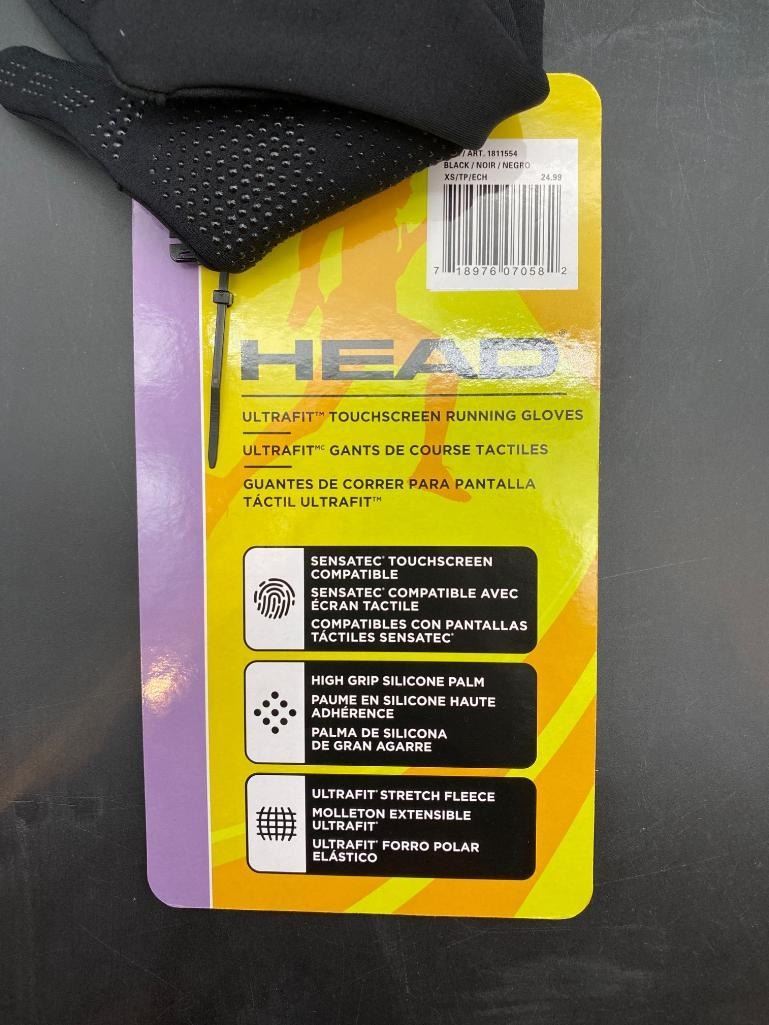 / ART. 1811554
BLACK / NOIR / NEGRO
XS/TP/ECH 24.99
7 18976 07058 2
HEAD
ULTRAFIT™ TOUCHSCREEN RUNNING GLOVES
ULTRAFIT MC GANTS DE COURSE TACTILES
GUANTES DE CORRER PARA PANTALLA
TÁCTIL ULTRAFIT™
SENSATEC® TOUCHSCREEN
COMPATIBLE
SENSATEC® COMPATIBLE AVEC
ÉCRAN TACTILE
COMPATIBLES CON PANTALLAS
TÁCTILES SENSATEC®
HIGH GRIP SILICONE PALM
PAUME EN SILICONE HAUTE
ADHÉRENCE
PALMA DE SILICONA
DE GRAN AGARRE
ULTRAFIT® STRETCH FLEECE
MOLLETON EXTENSIBLE
ULTRAFIT®
ULTRAFIT® FORRO POLAR
ELÁSTICO